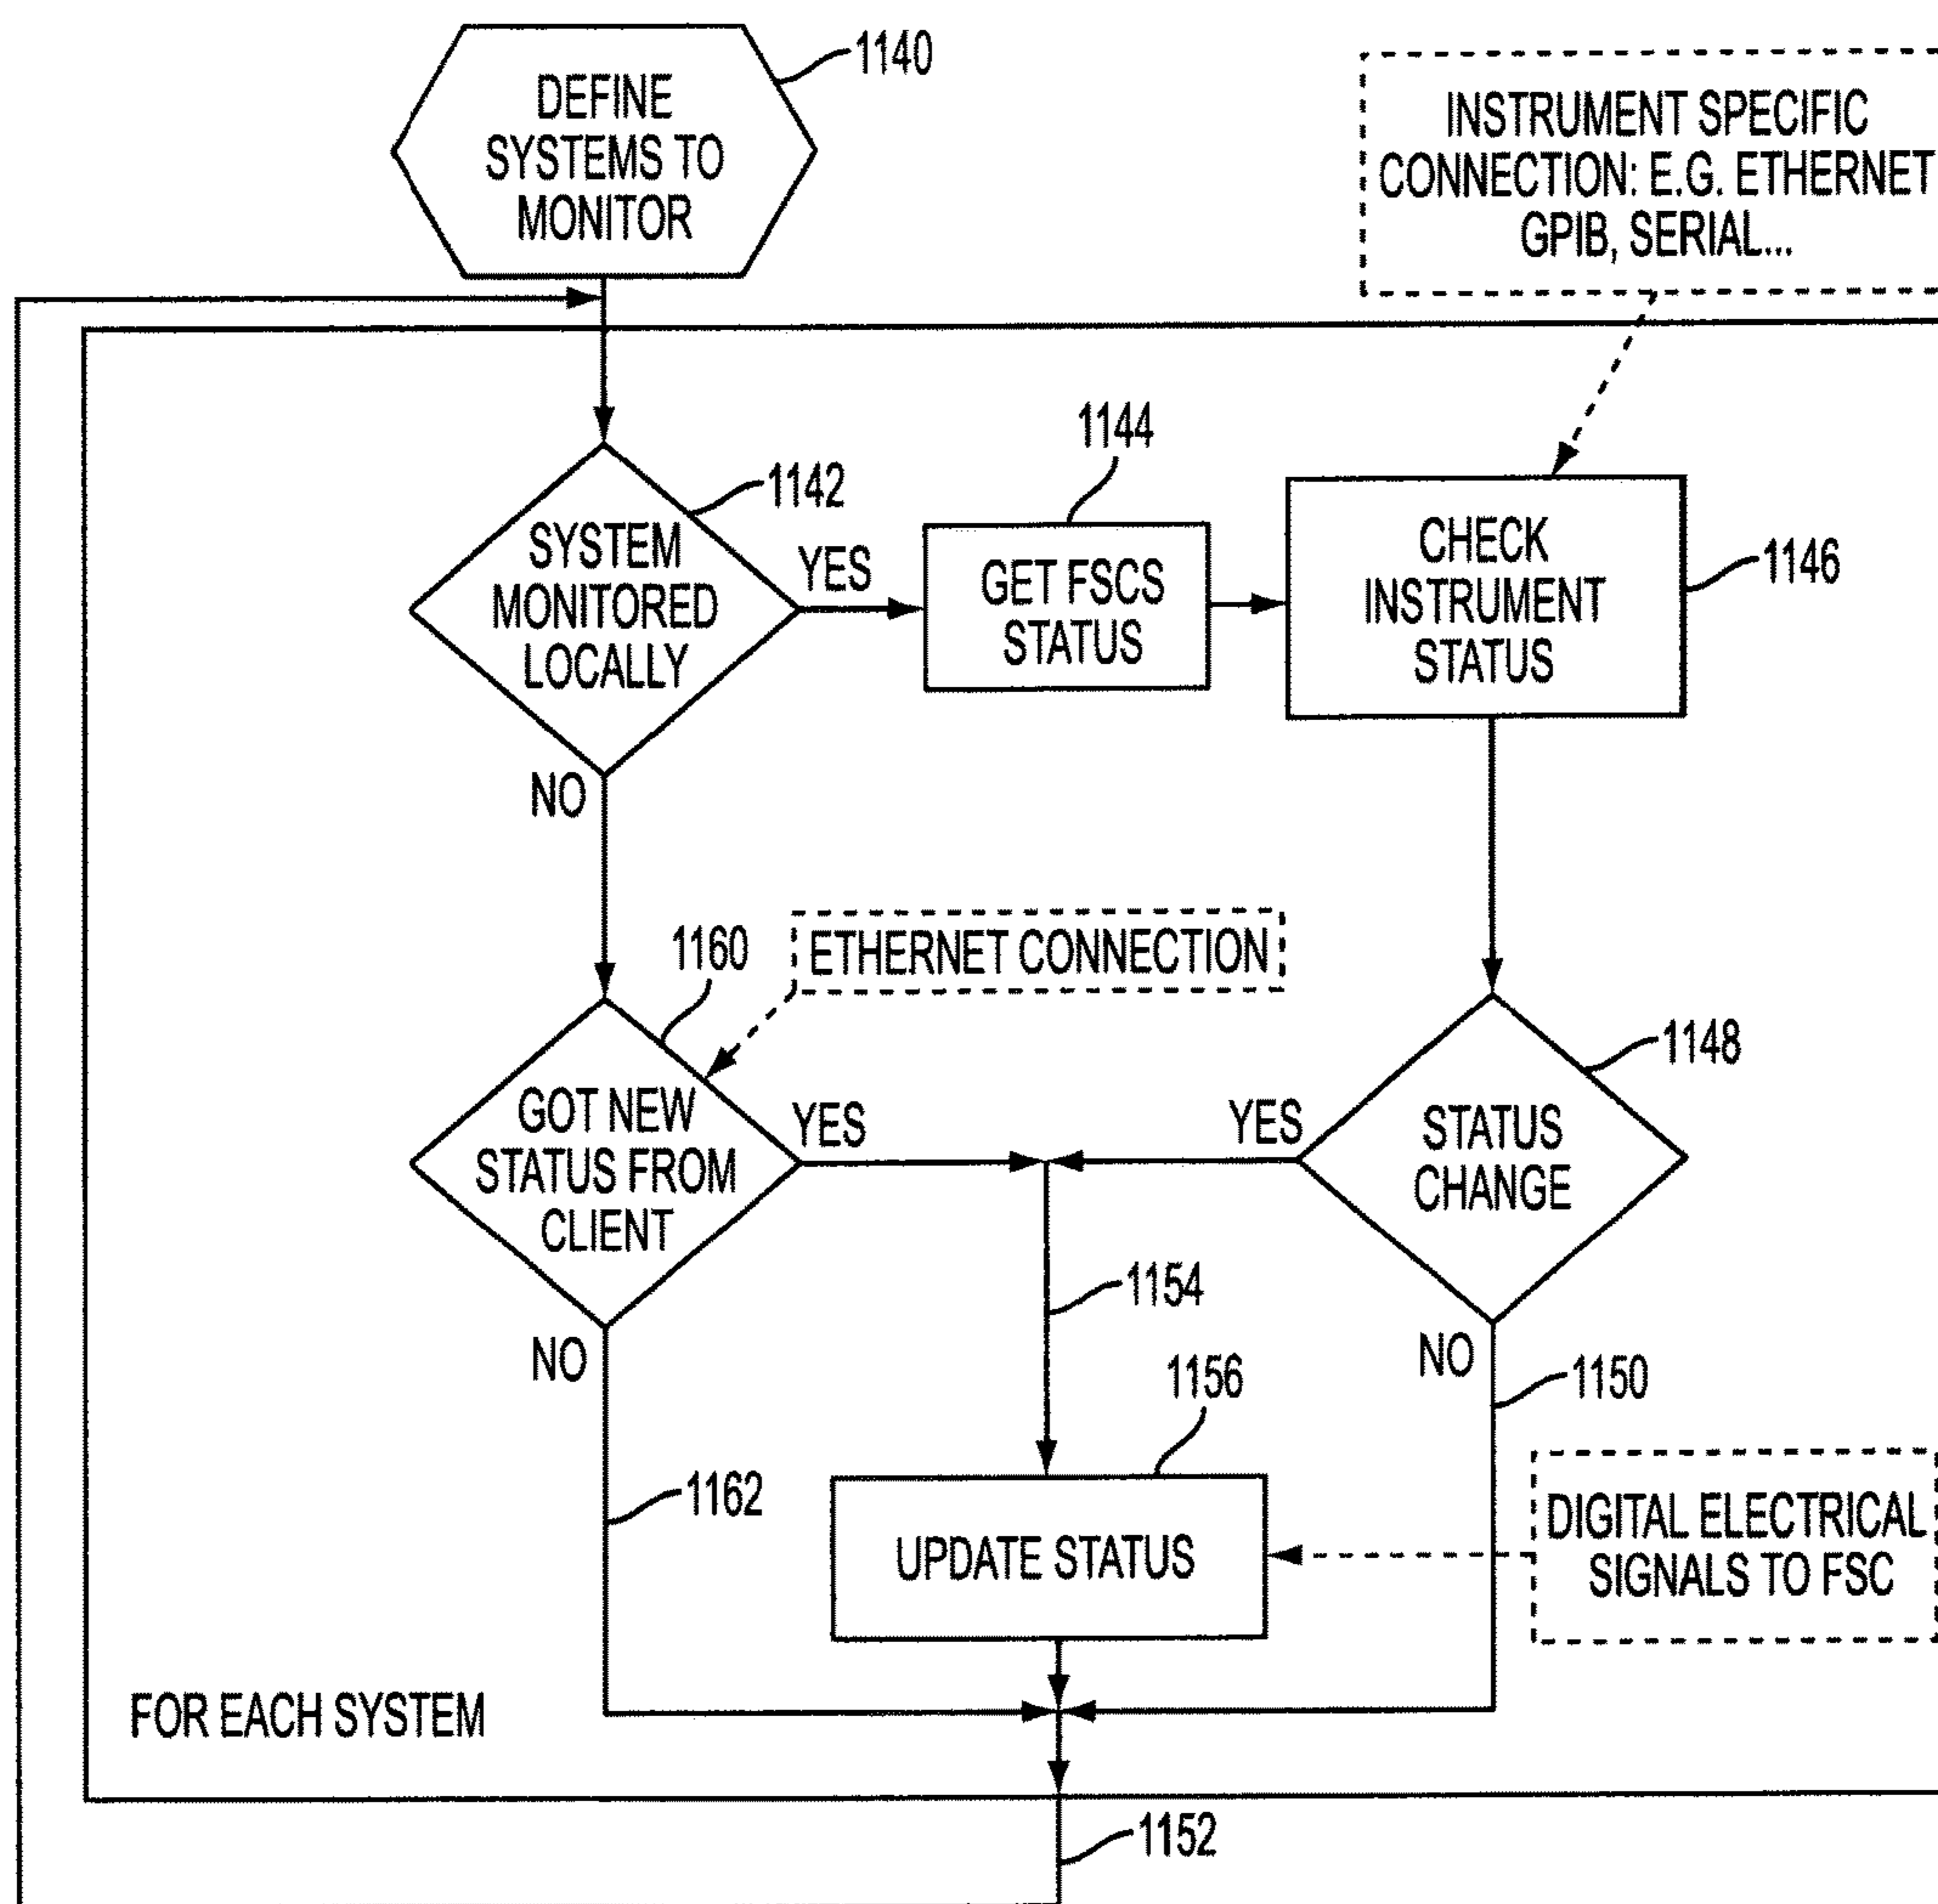 1140
DEFINE
SYSTEMS TO
MONITOR
INSTRUMENT SPECIFIC
CONNECTION: E.G. ETHERNET
GPIB, SERIAL...
1142
SYSTEM
MONITORED
LOCALLY
YES
NO
1144
GET FSCS
STATUS
CHECK
INSTRUMENT
STATUS
1146
1160
ETHERNET CONNECTION
GOT NEW
STATUS FROM
CLIENT
YES
NO
1148
YES
STATUS
CHANGE
NO
1154
1150
1156
1162
UPDATE STATUS
DIGITAL ELECTRICAL
SIGNALS TO FSC
FOR EACH SYSTEM
1152